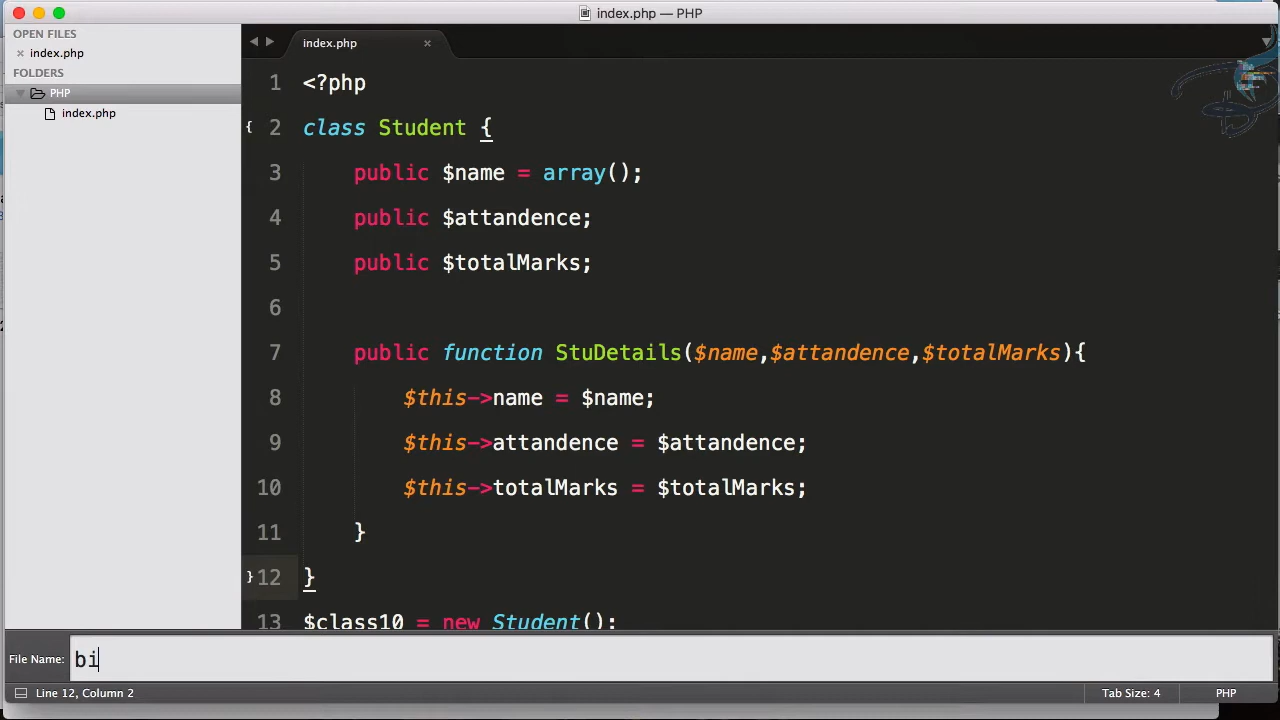 index.php — PHP
OPEN FILES
× index.php
FOLDERS
PHP
index.php
index.php ×
1 <?php
{ 2 class Student {
3 public $name = array();
4 public $attandence;
5 public $totalMarks;
6
7 public function StuDetails($name,$attandence,$totalMarks){
8 $this->name = $name;
9 $this->attandence = $attandence;
10 $this->totalMarks = $totalMarks;
11 }
} 12 }
13 $class10 = new Student();
File Name: bi
Line 12, Column 2
Tab Size: 4
PHP